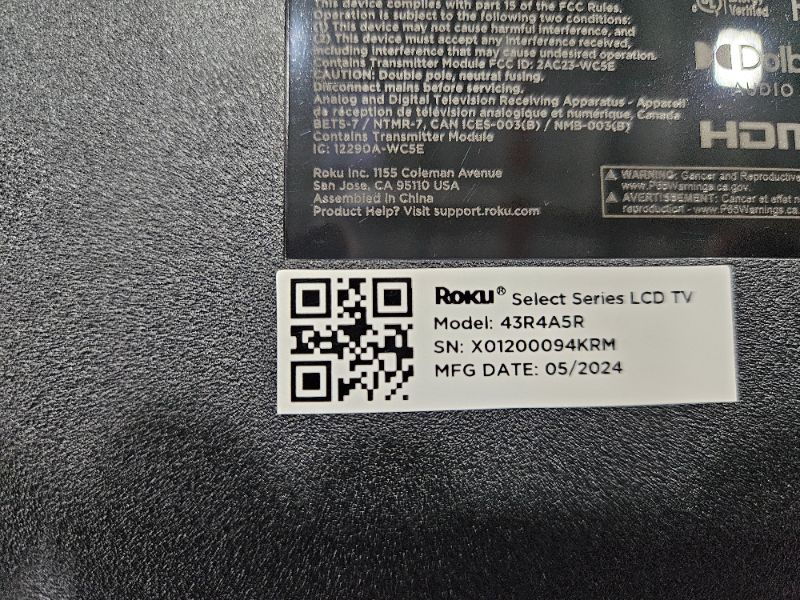 This device complies with part 15 of the FCC Rules.
Operation is subject to the following two conditions:
(1) This device may not cause harmful interference, and
(2) This device must accept any interference received,
including interference that may cause undesired operation.
Contains Transmitter Module FCC ID: 2AC23-WC5E
CAUTION: Double pole, neutral fusing.
Disconnect mains before servicing.
Analog and Digital Television Receiving Apparatus - Appareil
de réception de télévision analogique et numérique, Canada
BETS-7 / NTMR-7, CAN ICES-003(B) / NMB-003(B)
Contains Transmitter Module
IC: 12290A-WC5E
Roku Inc. 1155 Coleman Avenue
San Jose, CA 95110 USA
Assembled in China
Product Help? Visit support.roku.com
Verified
Dolb
AUDIO
HDM
WARNING: Cancer and Reproductive
www.P65Warnings.ca.gov.
AVERTISSEMENT: Cancer et effet n
reproduction - www.P65Warnings.ca
Roku® Select Series LCD TV
Model: 43R4A5R
SN: X01200094KRM
MFG DATE: 05/2024